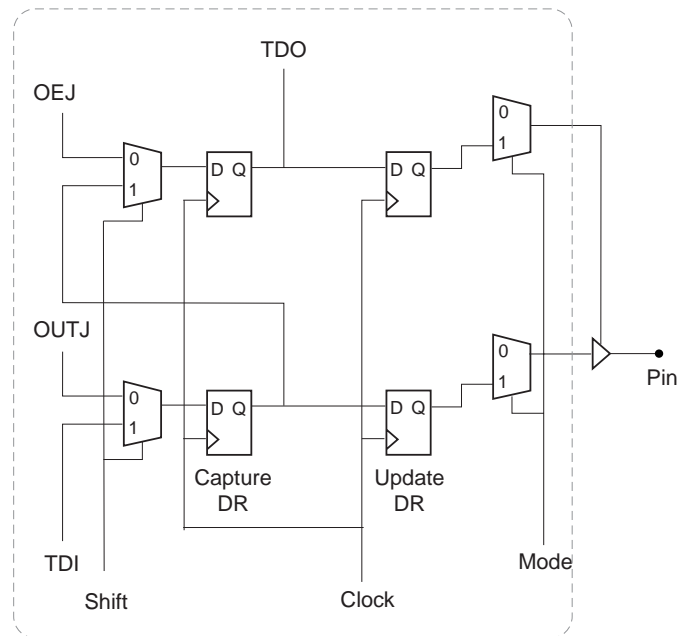 TDO
OEJ
0
1
0
1
D Q
D Q
OUTJ
0
1
0
1
D Q
D Q
Pin
Capture
DR
Update
DR
TDI
Shift
Clock
Mode